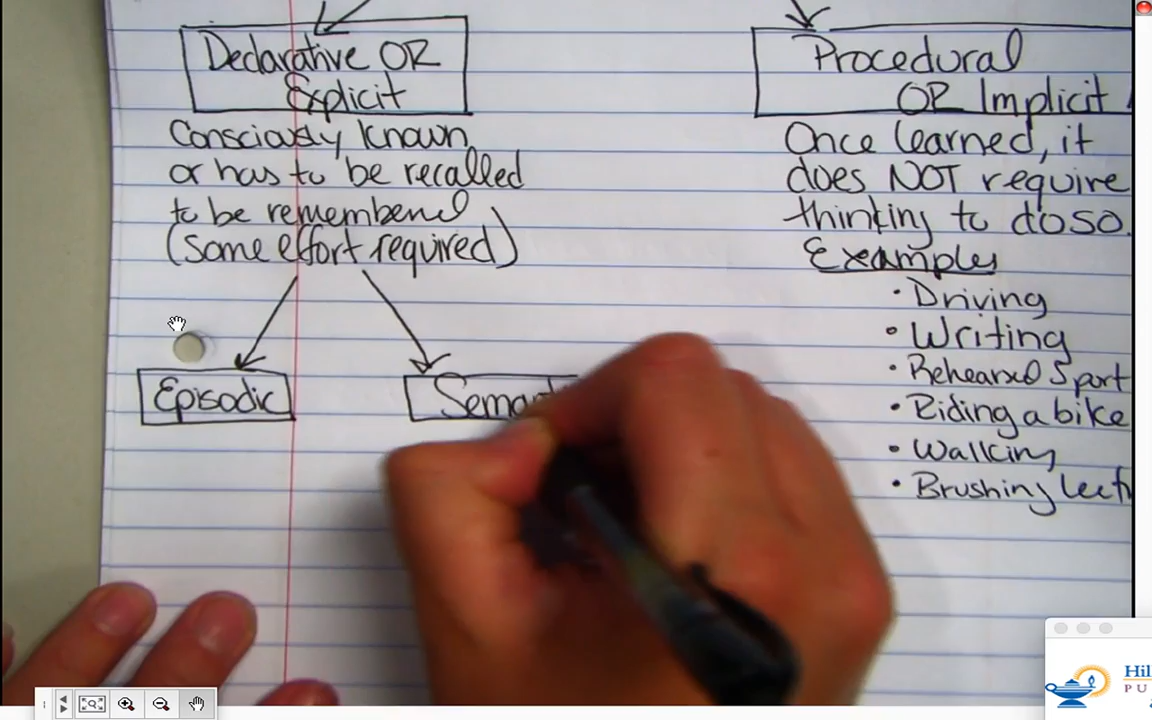 Declarative OR
Explicit
Consciously known
or has to be recalled
to be remembered
(some effort required)
Episodic
Procedural
OR Implicit
Once learned, it
does NOT require
thinking to do so.
Examples
• Driving
• Writing
• Rehearsed Sport
• Riding a bike
• Walking
• Brushing teeth
Hil
PU